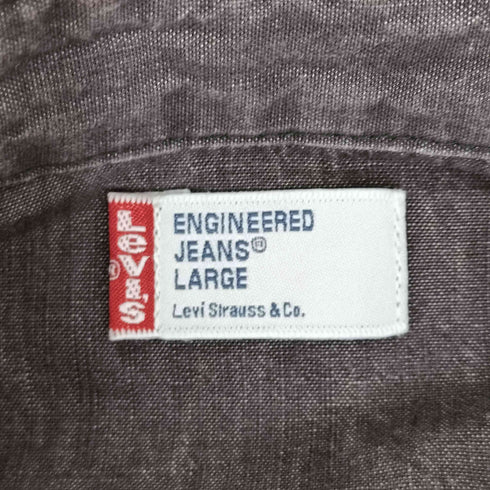 LEVI'S®
ENGINEERED
JEANS®
LARGE
Levi Strauss & Co.